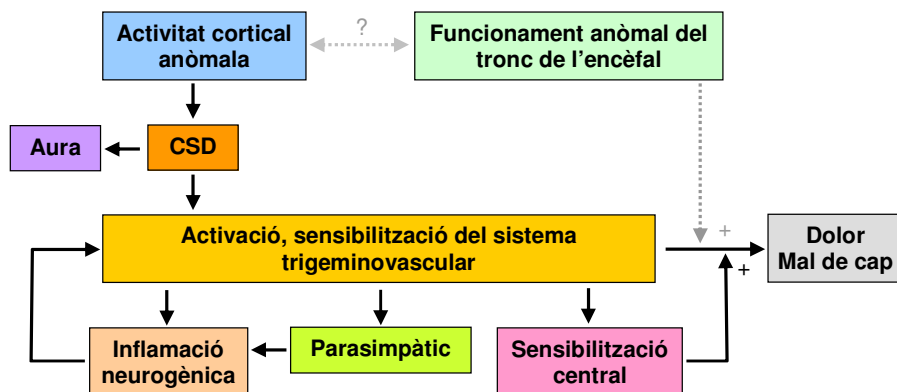 Activitat cortical
anòmala
?
Funcionament anòmal del
tronc de l'encèfal
Aura
CSD
Activació, sensibilització del sistema
trigeminovascular
+
+
Dolor
Mal de cap
Inflamació
neurogènica
Parasimpàtic
Sensibilització
central